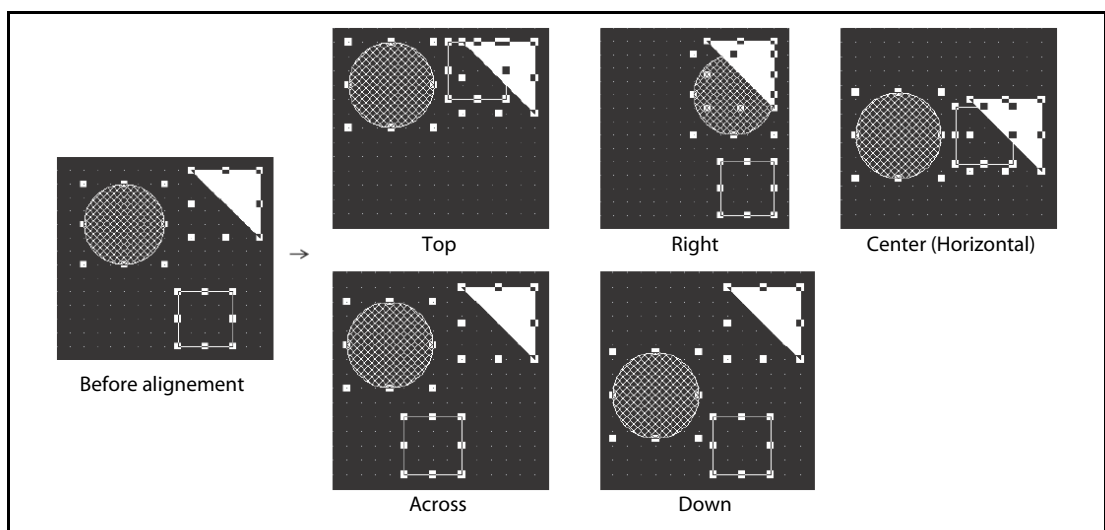 Top
Right
Center (Horizontal)
Before alignement
Across
Down